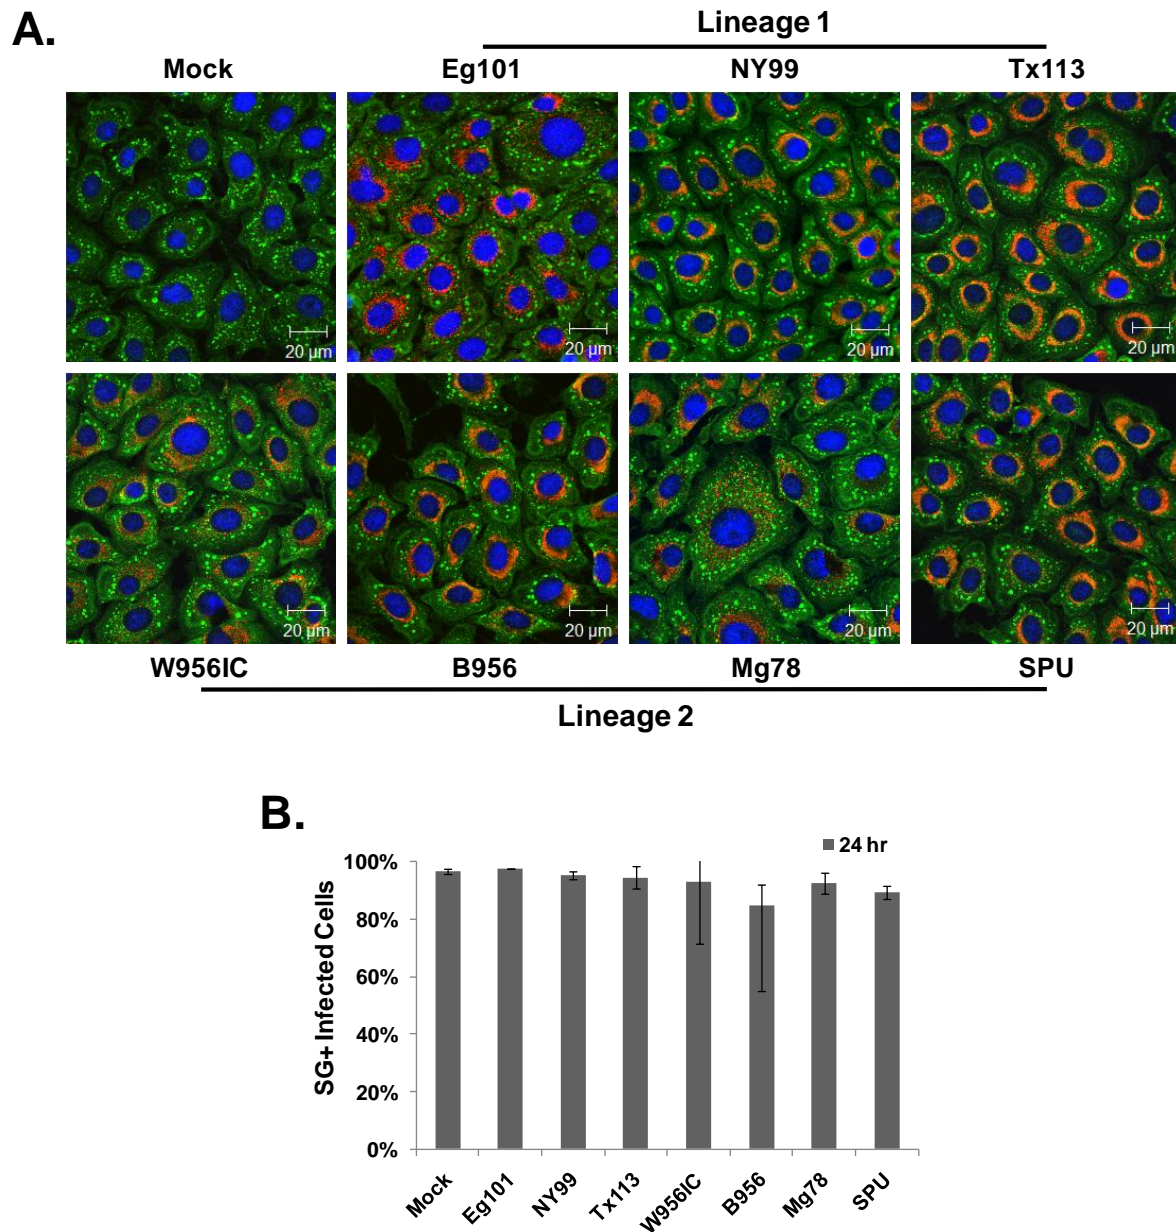 A.
Lineage 1
Mock Eg101 NY99 Tx113
20 µm 20 µm 20 µm 20 µm
20 µm 20 µm 20 µm 20 µm
W956IC B956 Mg78 SPU
Lineage 2
B.
24 hr
100%
80%
60%
40%
20%
0%
SG+ Infected Cells
Mock Eg101 NY99 Tx113 W956IC B956 Mg78 SPU